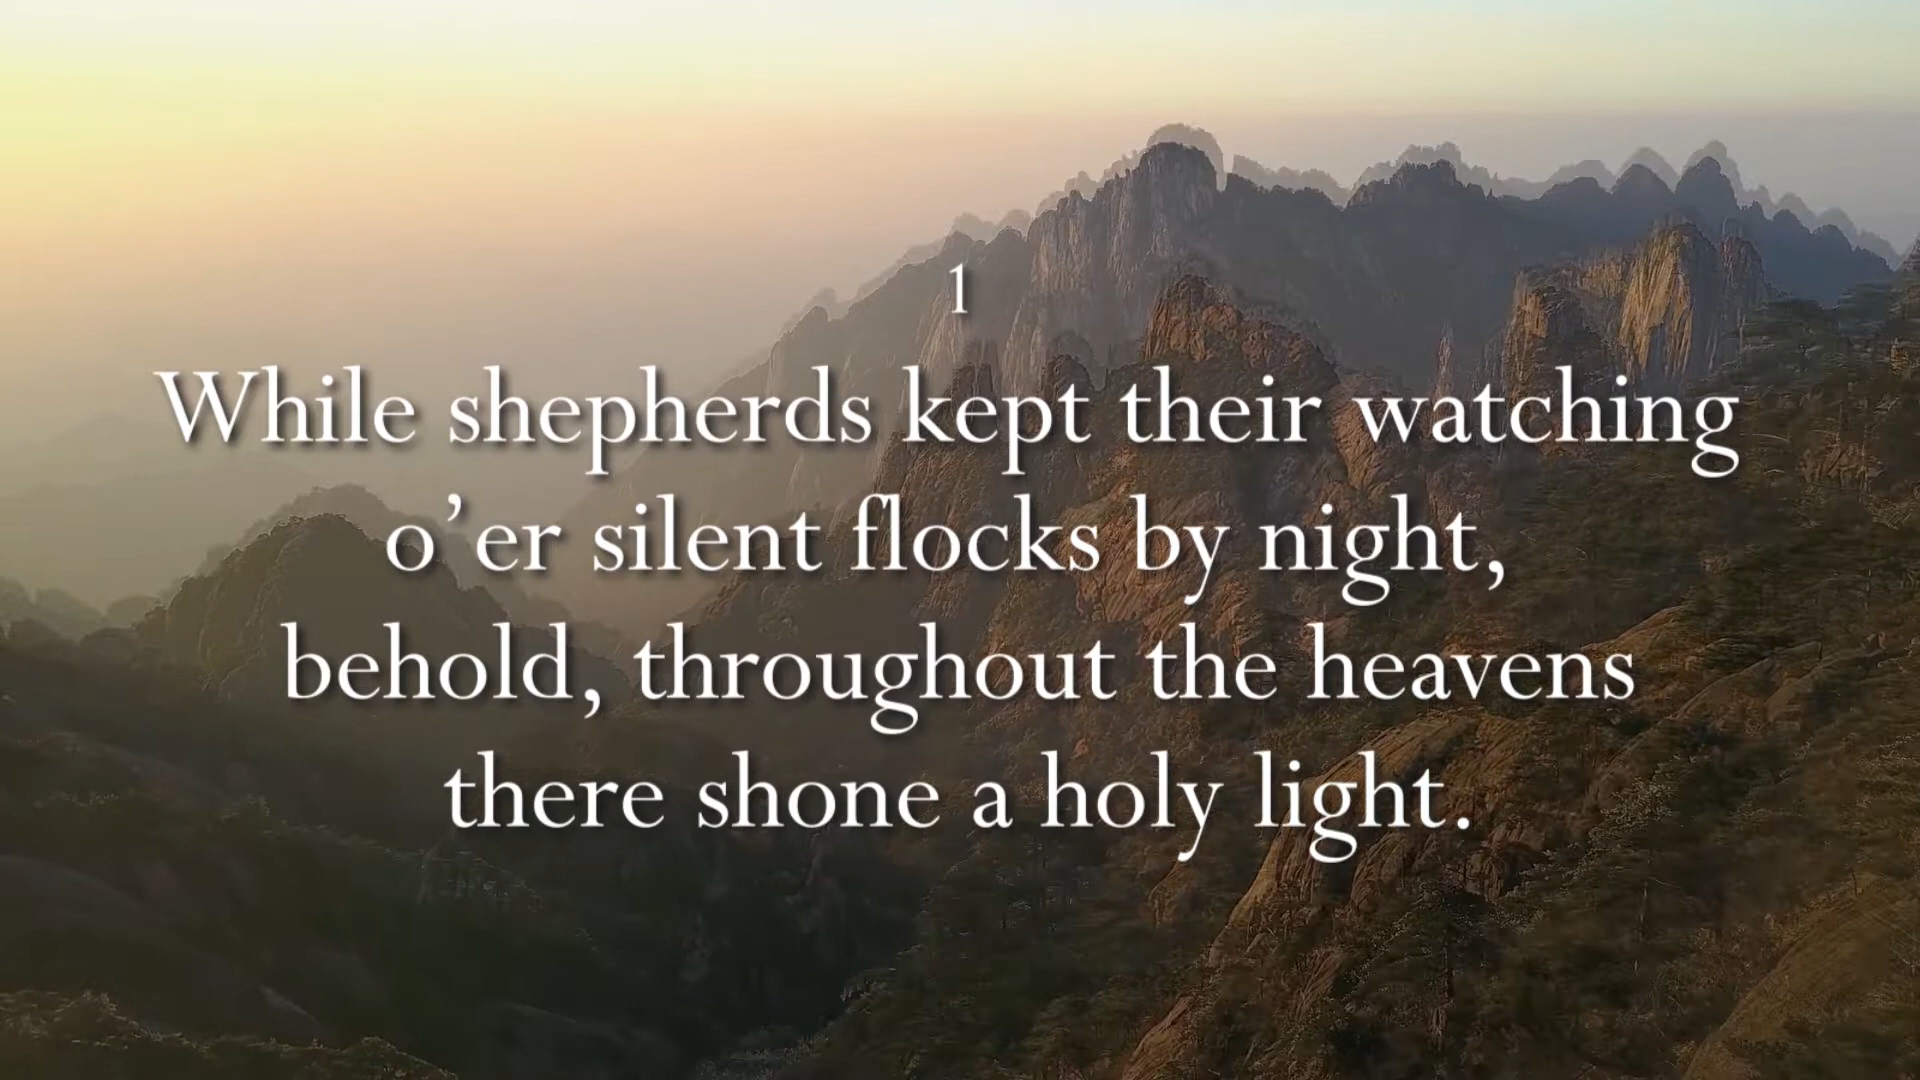 1
While shepherds kept their watching
o’er silent flocks by night,
behold, throughout the heavens
there shone a holy light.